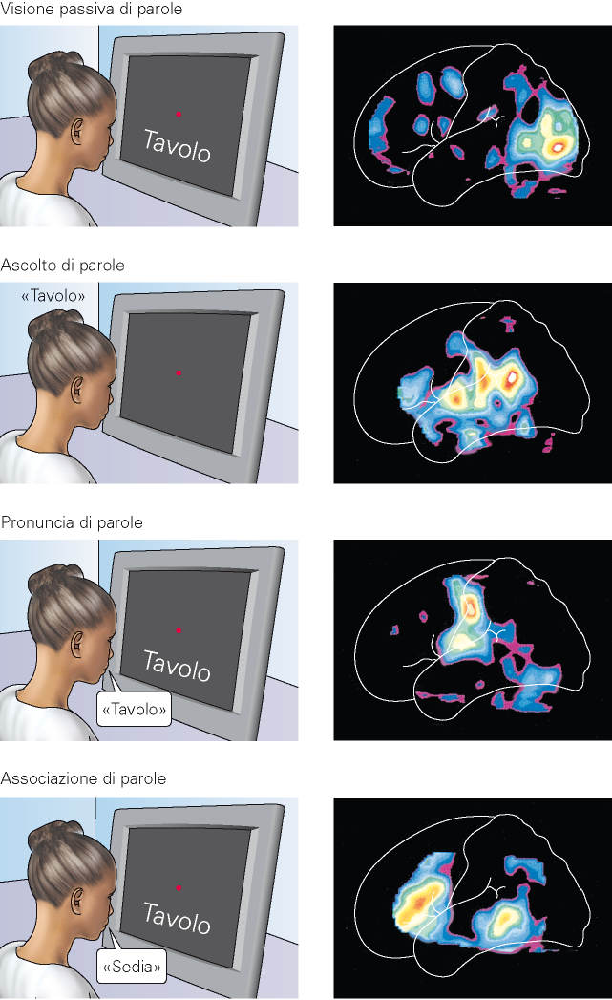 Visione passiva di parole
Tavolo
Ascolto di parole
«Tavolo»
Pronuncia di parole
Tavolo
«Tavolo»
Associazione di parole
Tavolo
«Sedia»